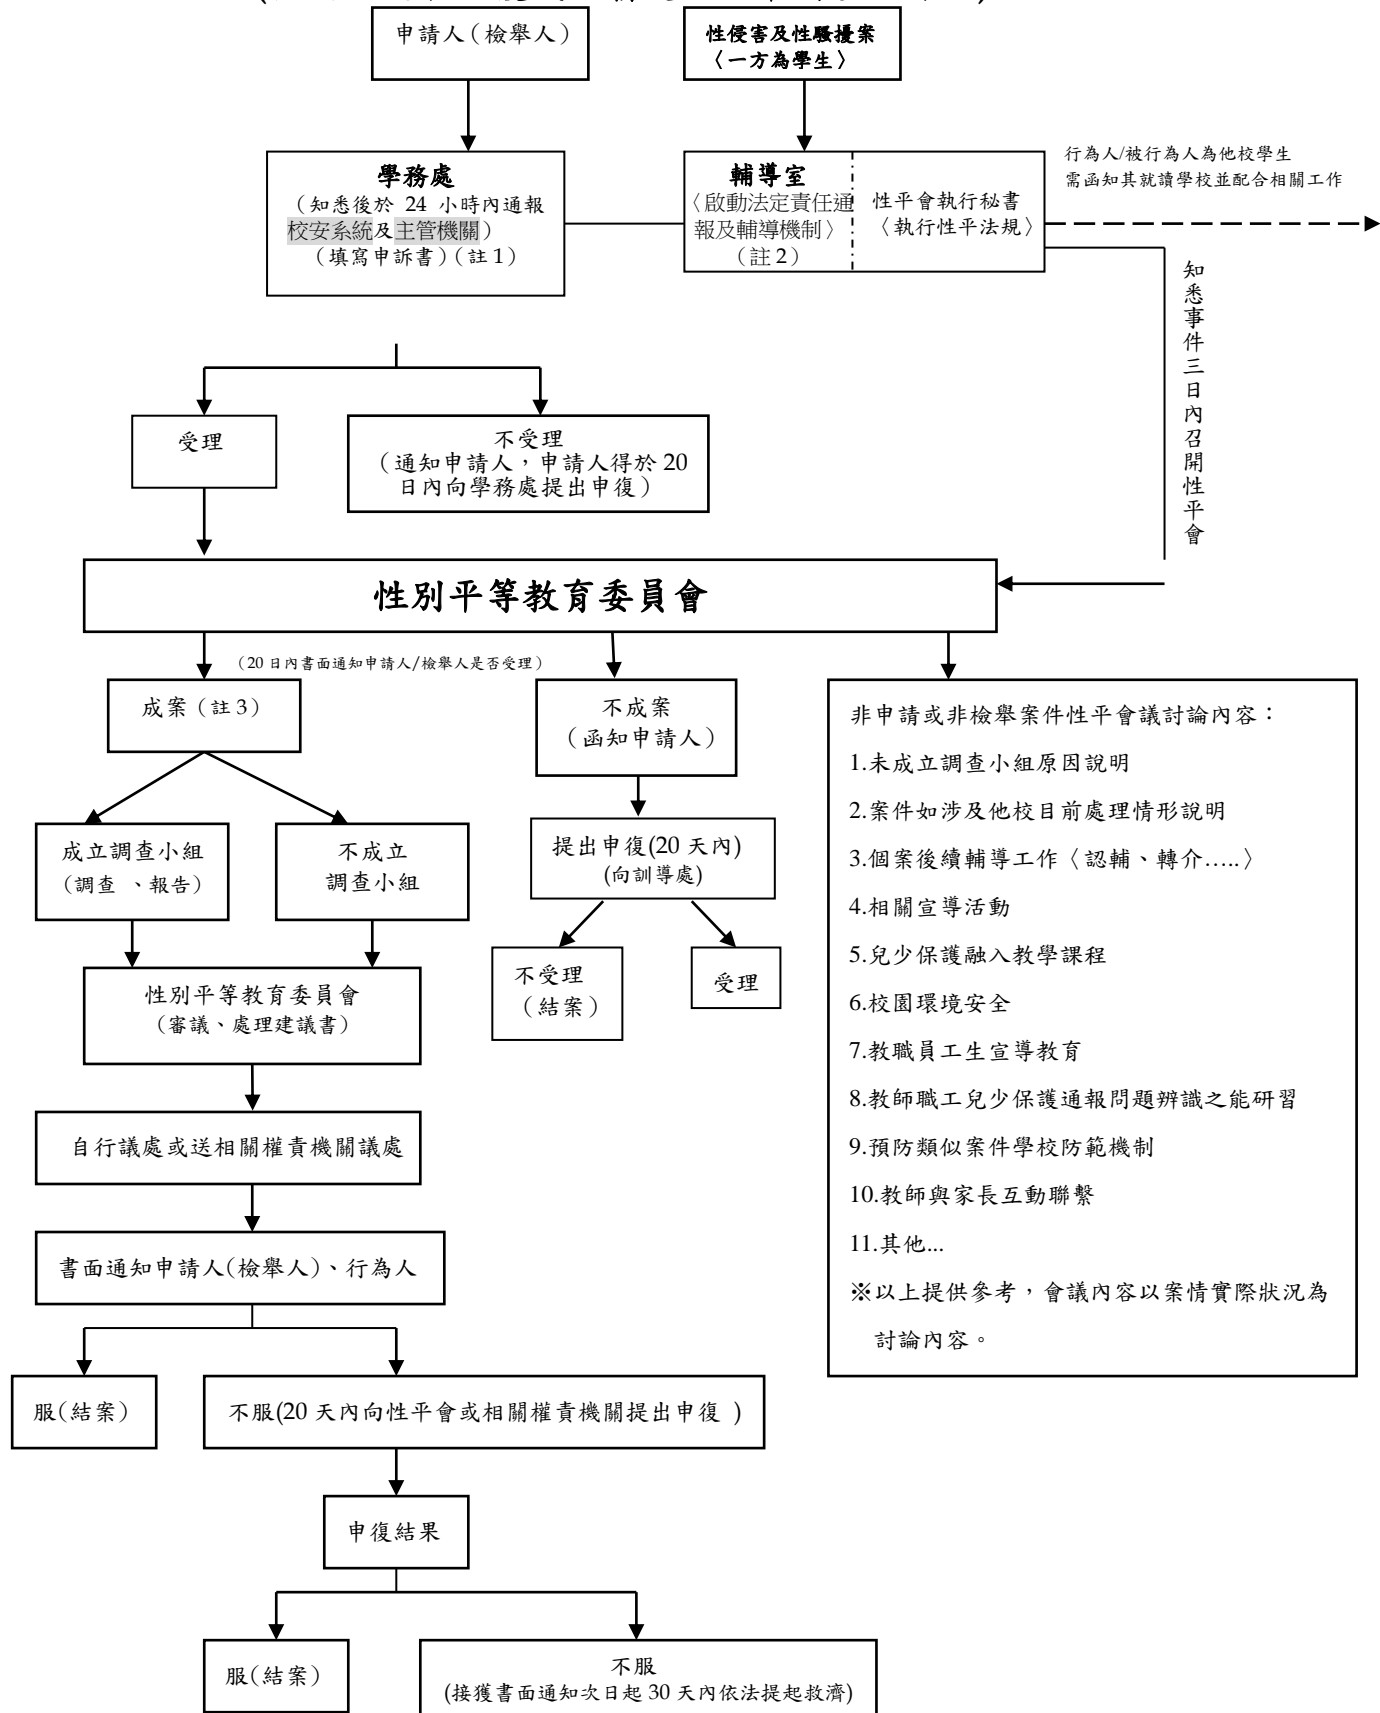 申請人（檢舉人）
性侵害及性騷擾案
〈一方為學生〉
學務處
（知悉後於 24 小時內通報
校安系統及主管機關）
（填寫申訴書）（註 1）
輔導室
〈啟動法定責任通
報及輔導機制〉
（註 2）
性平會執行秘書
〈執行性平法規〉
行為人/被行為人為他校學生
需函知其就讀學校並配合相關工作
知悉事件三日內召開性平會
受理
不受理
（通知申請人，申請人得於 20
日內向學務處提出申復）
性別平等教育委員會
（20 日內書面通知申請人/檢舉人是否受理）
成案（註 3）
不成案
（函知申請人）
非申請或非檢舉案件性平會議討論內容：
1.未成立調查小組原因說明
2.案件如涉及他校目前處理情形說明
3.個案後續輔導工作〈認輔、轉介…..〉
4.相關宣導活動
5.兒少保護融入教學課程
6.校園環境安全
7.教職員工生宣導教育
8.教師職工兒少保護通報問題辨識之能研習
9.預防類似案件學校防範機制
10.教師與家長互動聯繫
11.其他...
※以上提供參考，會議內容以案情實際狀況為
討論內容。
成立調查小組
（調查 、報告）
不成立
調查小組
提出申復(20 天內)
(向訓導處)
不受理
（結案）
受理
性別平等教育委員會
（審議、處理建議書）
自行議處或送相關權責機關議處
書面通知申請人(檢舉人)、行為人
服(結案)
不服(20 天內向性平會或相關權責機關提出申復 )
申復結果
服(結案)
不服
(接獲書面通知次日起 30 天內依法提起救濟)